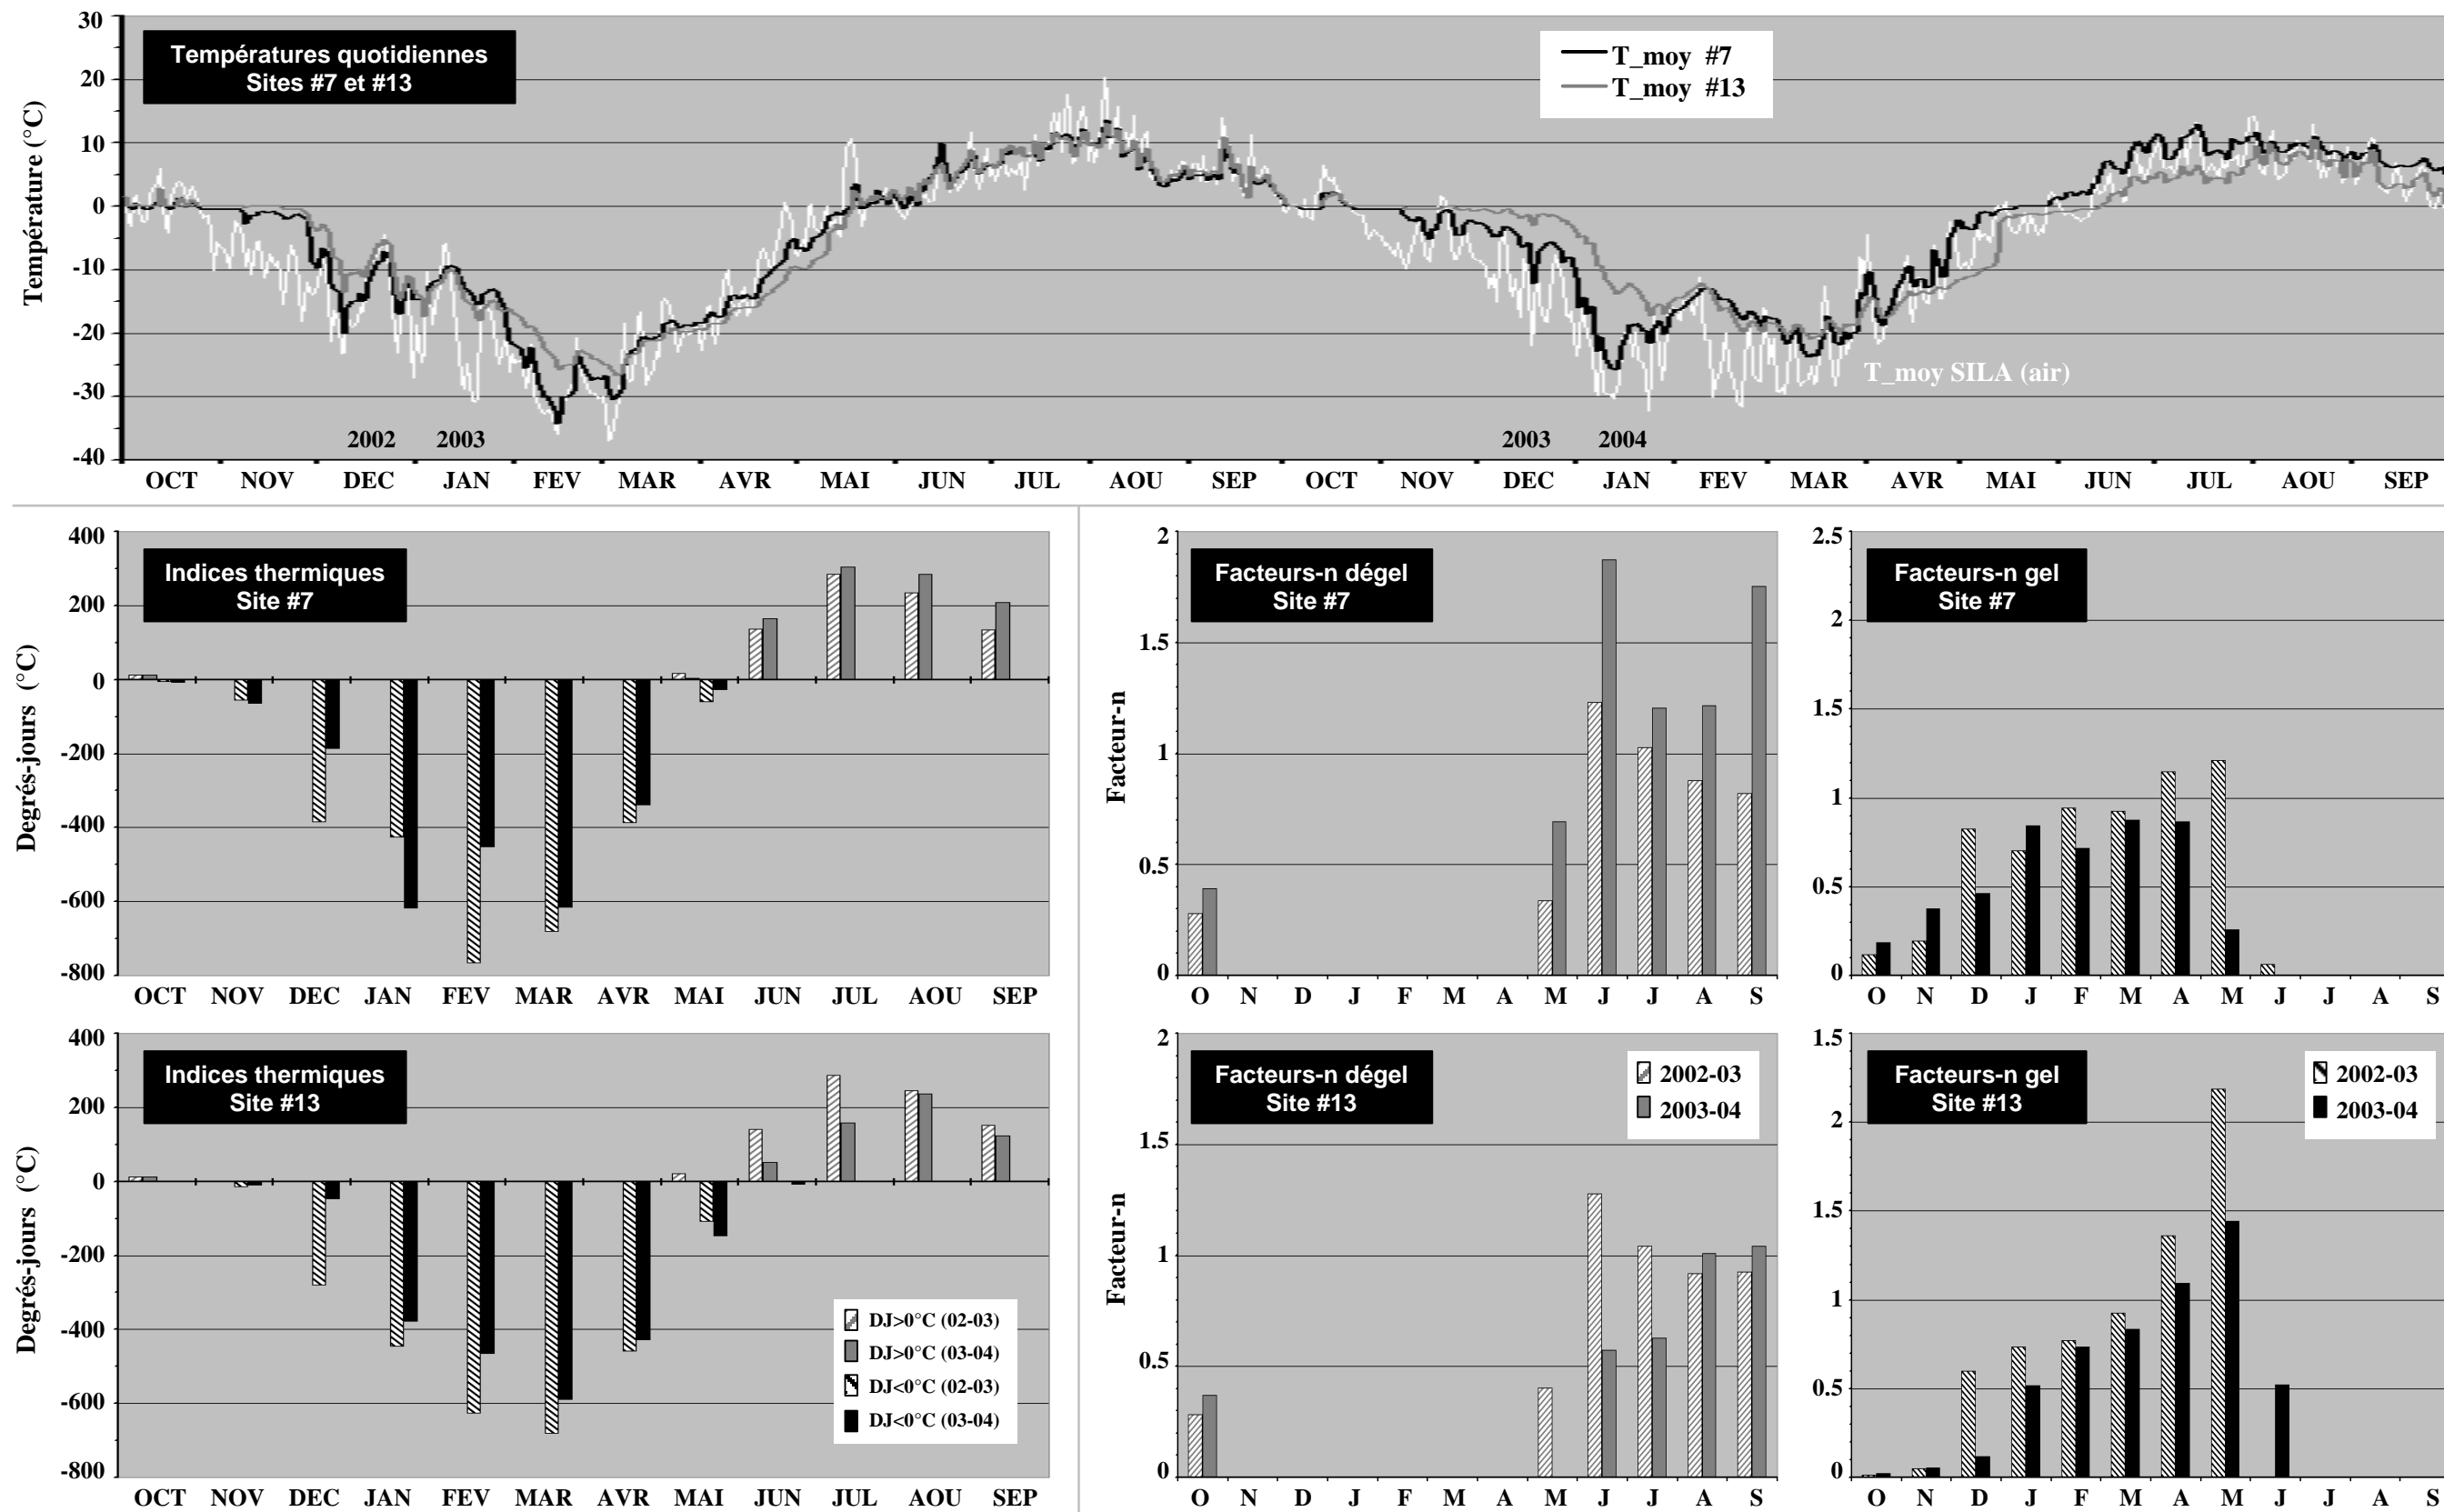 Températures quotidiennes
Sites #7 et #13
T_moy #7
T_moy #13
Température (°C)
30
20
10
0
-10
-20
-30
-40
T_moy SILA (air)
2002 2003 2003 2004
OCT NOV DEC JAN FEV MAR AVR MAI JUN JUL AOU SEP OCT NOV DEC JAN FEV MAR AVR MAI JUN JUL AOU SEP
Indices thermiques
Site #7
Degrés-jours (°C)
400
200
0
-200
-400
-600
-800
OCT NOV DEC JAN FEV MAR AVR MAI JUN JUL AOU SEP
Facteurs-n dégel
Site #7
Facteur-n
2
1.5
1
0.5
0
O N D J F M A M J J A S
Facteurs-n gel
Site #7
2.5
2
1.5
1
0.5
0
O N D J F M A M J J A S
Indices thermiques
Site #13
Degrés-jours (°C)
400
200
0
-200
-400
-600
-800
DJ>0°C (02-03)
DJ>0°C (03-04)
DJ<0°C (02-03)
DJ<0°C (03-04)
OCT NOV DEC JAN FEV MAR AVR MAI JUN JUL AOU SEP
Facteurs-n dégel
Site #13
2002-03
2003-04
Facteur-n
2
1.5
1
0.5
0
O N D J F M A M J J A S
Facteurs-n gel
Site #13
2002-03
2003-04
1.5
2
1.5
1
0.5
0
O N D J F M A M J J A S